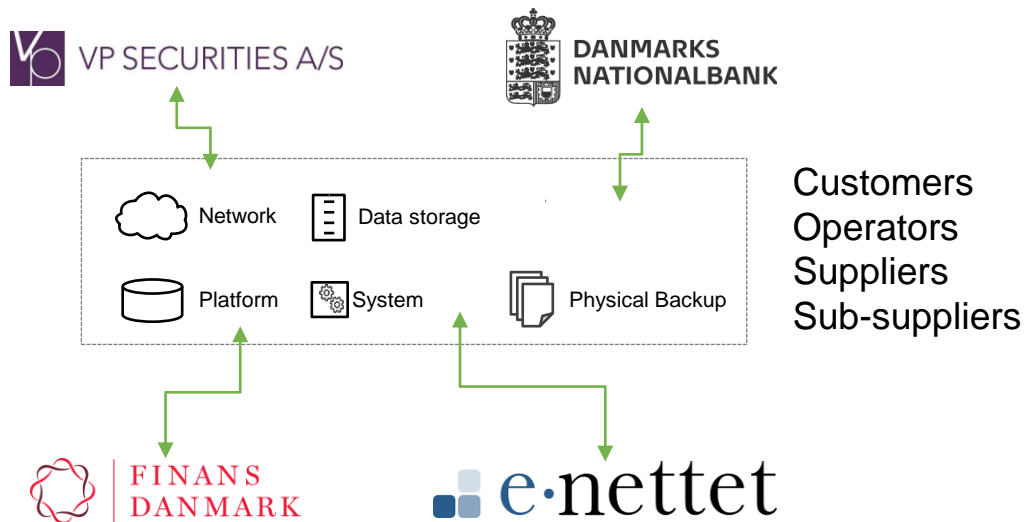 VP SECURITIES A/S
DANMARKS
NATIONALBANK
Network
Data storage
Platform
System
Physical Backup
Customers
Operators
Suppliers
Sub-suppliers
FINANS
DANMARK
e·nettet